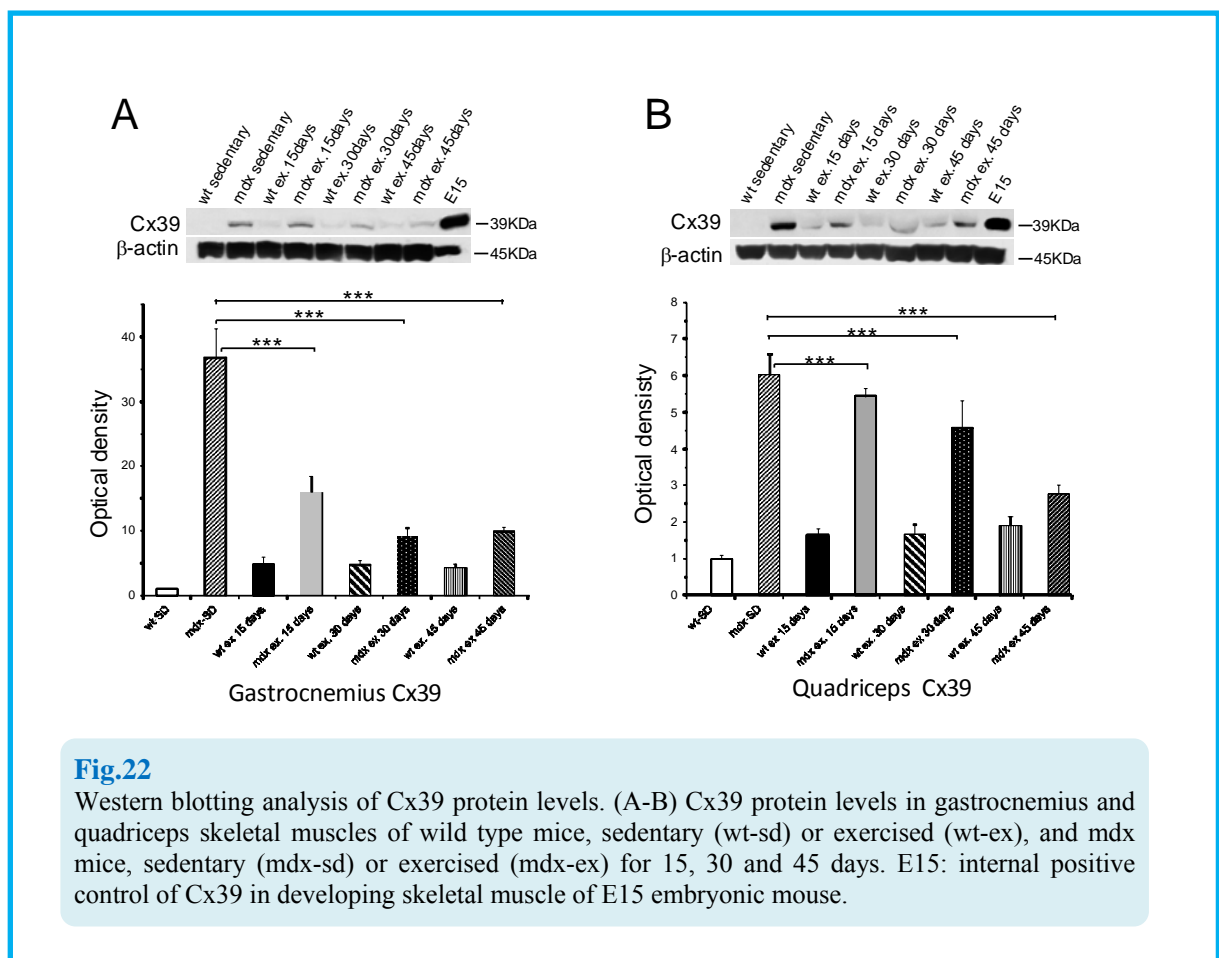 A
wt sedentary
mdx sedentary
wt ex.15days
mdx ex.15days
wt ex.30days
mdx ex.30days
wt ex.45days
mdx ex.45days
E15
Cx39
39KDa
β-actin
45KDa
***
***
***
40
30
20
10
0
Optical density
wt SD
mdx-SD
wt ex 15 days
mdx ex. 15 days
wt ex. 30 days
mdx ex 30 days
wt ex. 45 days
mdx ex 45 days
Gastrocnemius Cx39
B
wt sedentary
mdx sedentary
wt ex.15 days
mdx ex.15 days
wt ex.30 days
mdx ex.30 days
wt ex.45 days
mdx ex.45 days
E15
Cx39
39KDa
β-actin
45KDa
***
***
***
8
7
6
5
4
3
2
1
0
Optical densisty
wt-SD
mdx-SD
wt ex 15 days
mdx ex. 15 days
wt ex. 30 days
mdx ex 30 days
wt ex. 45 days
mdx ex 45 days
Quadriceps Cx39
Fig.22
Western blotting analysis of Cx39 protein levels. (A-B) Cx39 protein levels in gastrocnemius and
quadriceps skeletal muscles of wild type mice, sedentary (wt-sd) or exercised (wt-ex), and mdx
mice, sedentary (mdx-sd) or exercised (mdx-ex) for 15, 30 and 45 days. E15: internal positive
control of Cx39 in developing skeletal muscle of E15 embryonic mouse.